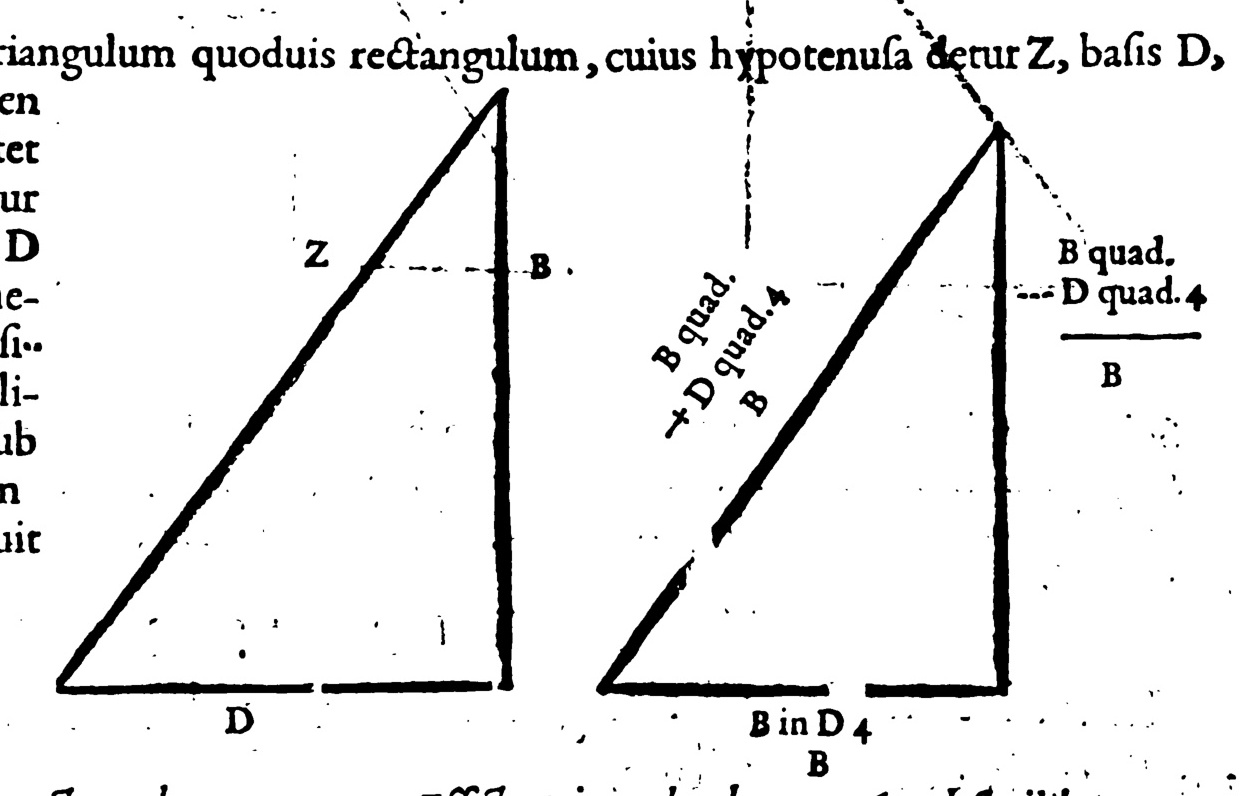 riangulum quoduis rectangulum, cuius hypotenuſa detur Z, baſis D,
en
tet
ur
D
ne-
ſi..
li-
ub
n
uit
Z
B
D
B quad.
+ D quad. 4
B
B quad.
--- D quad. 4
B
B in D 4
B